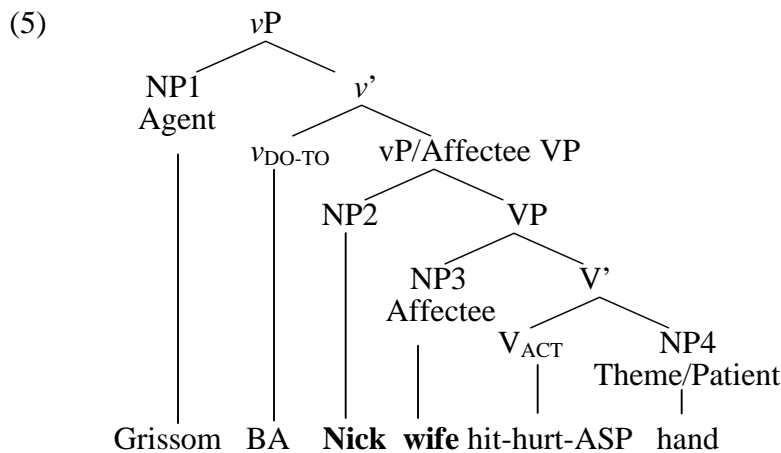 (5) vP
NP1 v’
Agent
vDO-TO vP/Affectee VP
NP2 VP
NP3 V’
Affectee
VACT NP4
Theme/Patient
Grissom BA Nick wife hit-hurt-ASP hand